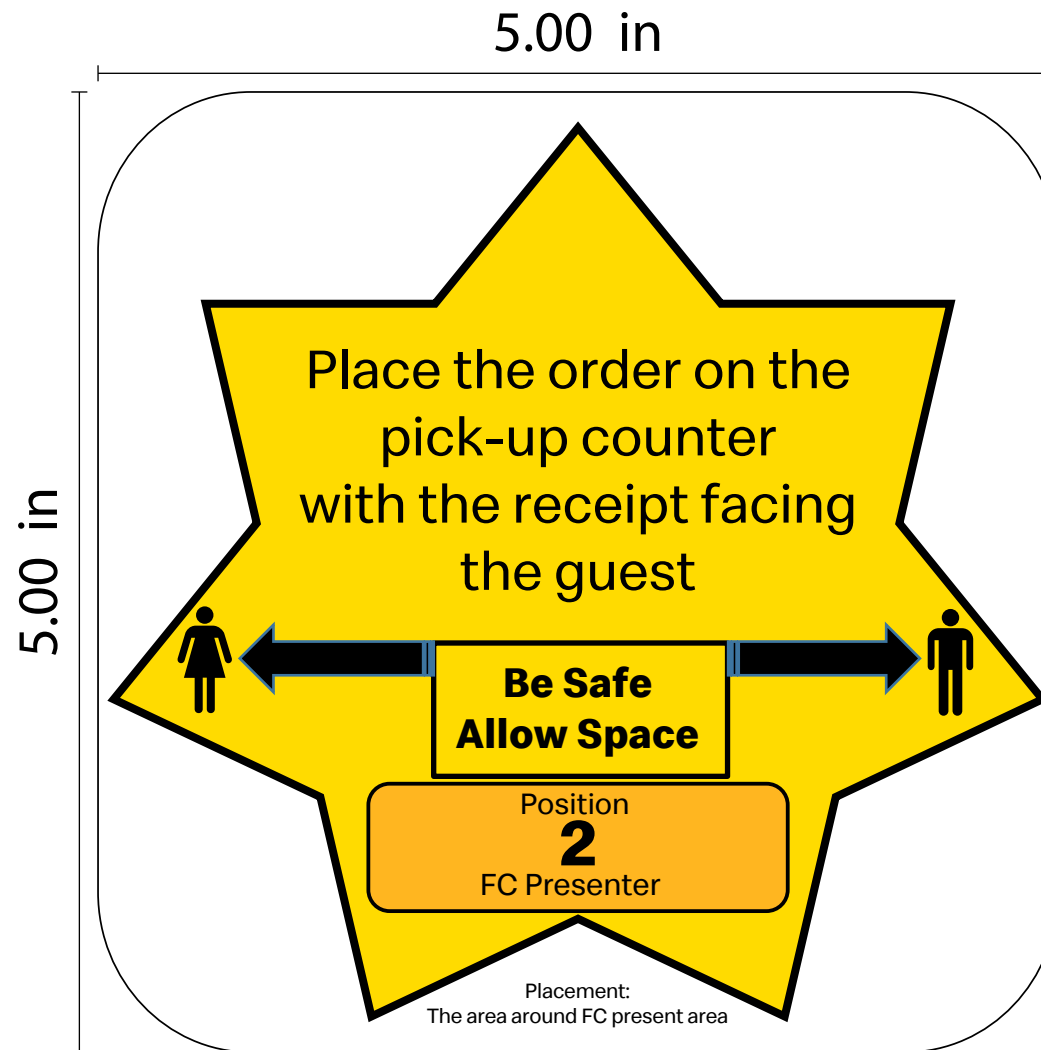 5.00 in
5.00 in
Place the order on the
pick-up counter
with the receipt facing
the guest
Be Safe
Allow Space
Position
2
FC Presenter
Placement:
The area around FC present area